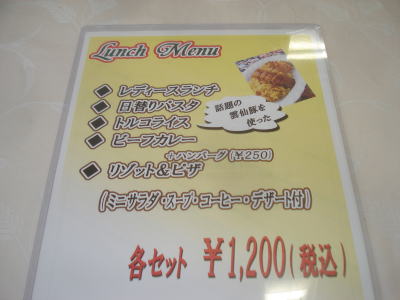 Lunch Menu
◆ レディースランチ
◆ 日替りパスタ
◆ トルコライス
話題の
雲仙豚を
使った
◆ ビーフカレー
+ハンバーグ(¥250)
◆ リゾット&ピザ
(ミニサラダ・スープ・コーヒー・デザート付)
各セット ¥1,200(税込)